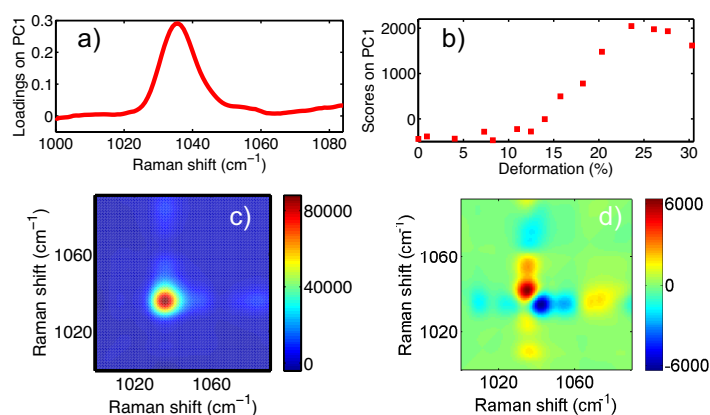 a)
Loadings on PC1
0.3
0.2
0.1
0
1000 1020 1040 1060 1080
Raman shift (cm⁻¹)
b)
Scores on PC1
2000
1000
0
0 5 10 15 20 25 30
Deformation (%)
c)
Raman shift (cm⁻¹)
1060
1020
1020 1060
Raman shift (cm⁻¹)
80000
40000
0
d)
Raman shift (cm⁻¹)
1060
1020
1020 1060
Raman shift (cm⁻¹)
6000
0
-6000